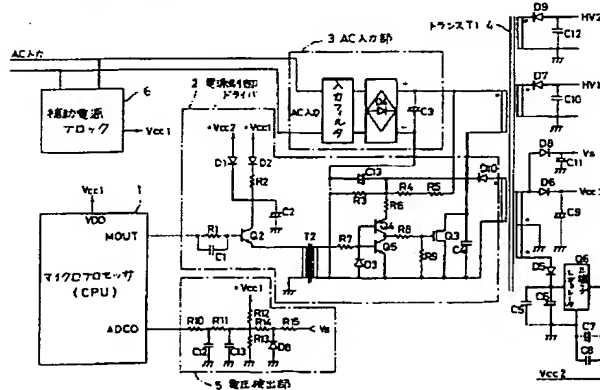 D9
HV2
トランスT1 4
C12
3 AC入力部
AC入力
2 電源制御
ドライバ
6
補助電源
ブロック
Vcc1
AC入力
入力フィルタ
C3
D7
HV1
C10
Vcc2 Vcc1
D1 D2
R2
C13
D10
D8
Vs
C11
D6
R3 R4 R5
R6
Vcc1
1
VDD
MOUT
R1
C1
Q2
C2
T2
R7
Q4
Q5
R8
Q3
D3
R9
C4
C9
マイクロプロセッサ
(CPU)
D5
Q6
C5 C6
C7
C8
Vcc2
Vcc1
R12
ADC0
R10 R11
R14 R15
Vs
R13
C12 C13
D8
5 電圧検出部